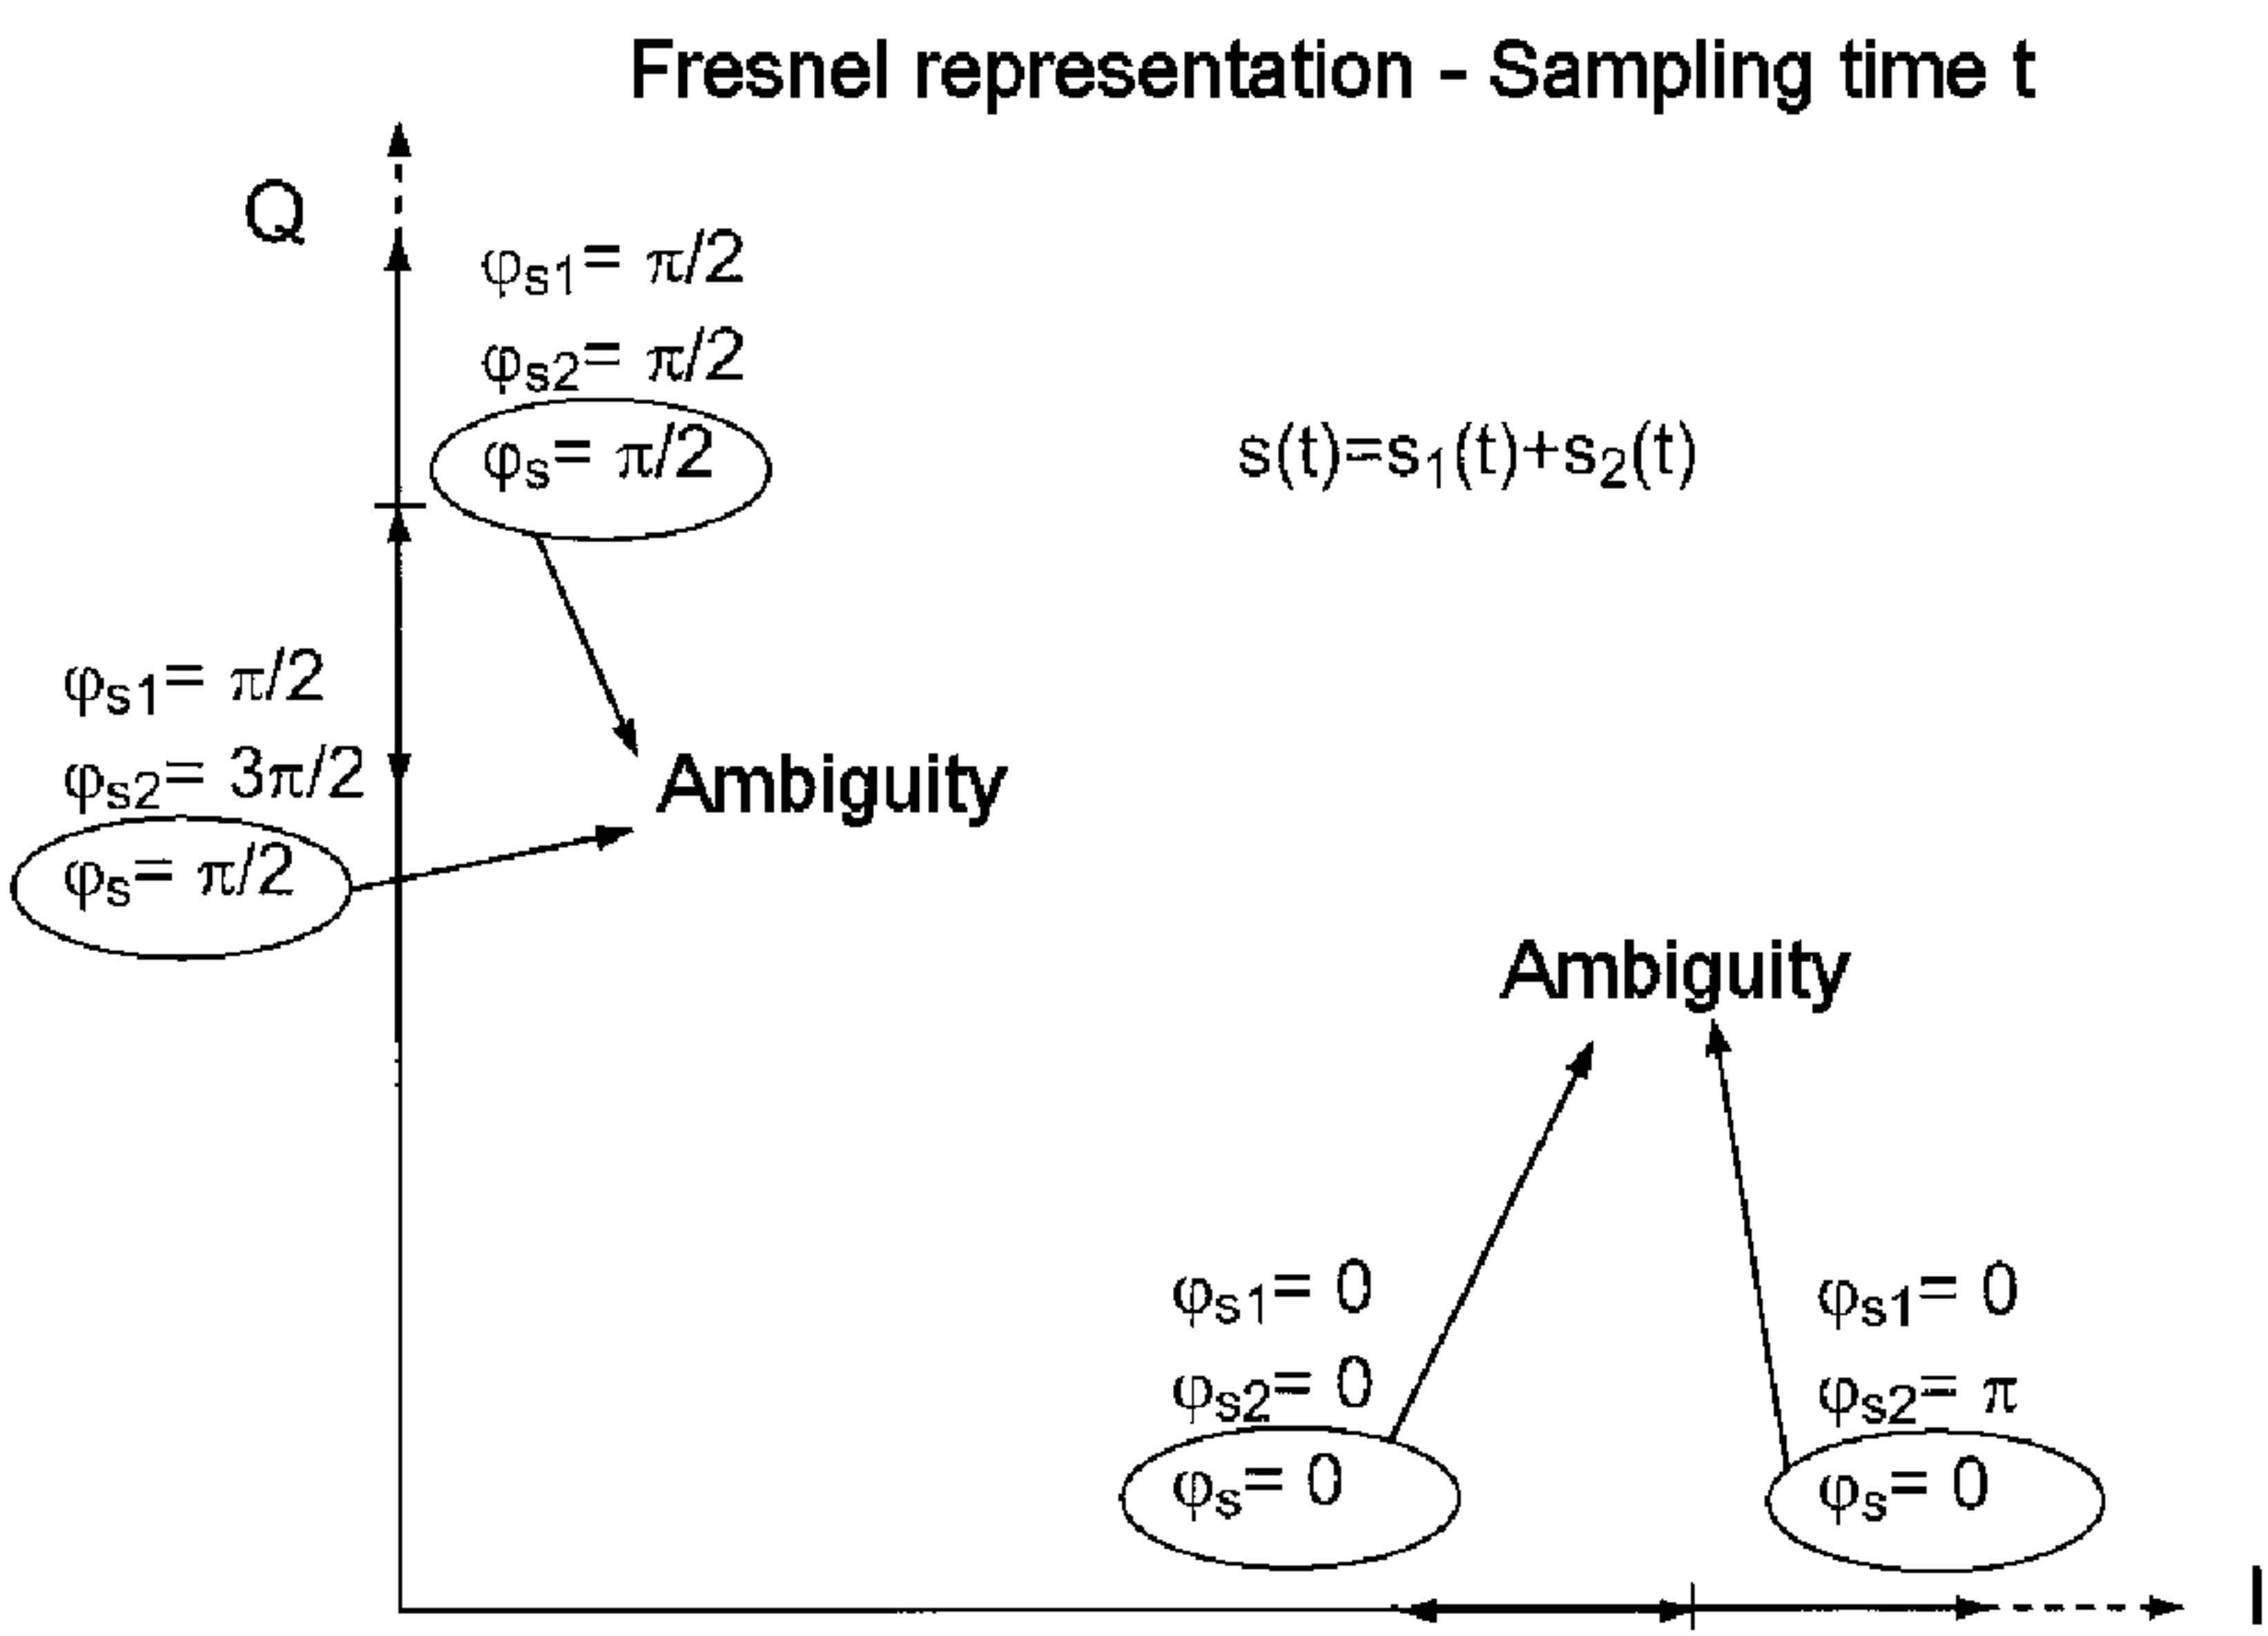 Fresnel representation - Sampling time t
Q
φs1= π/2
φs2= π/2
φs= π/2
s(t)=s1(t)+s2(t)
φs1= π/2
φs2= 3π/2
φs= π/2
Ambiguity
Ambiguity
φs1= 0
φs2= 0
φs= 0
φs1= 0
φs2= π
φs= 0
I